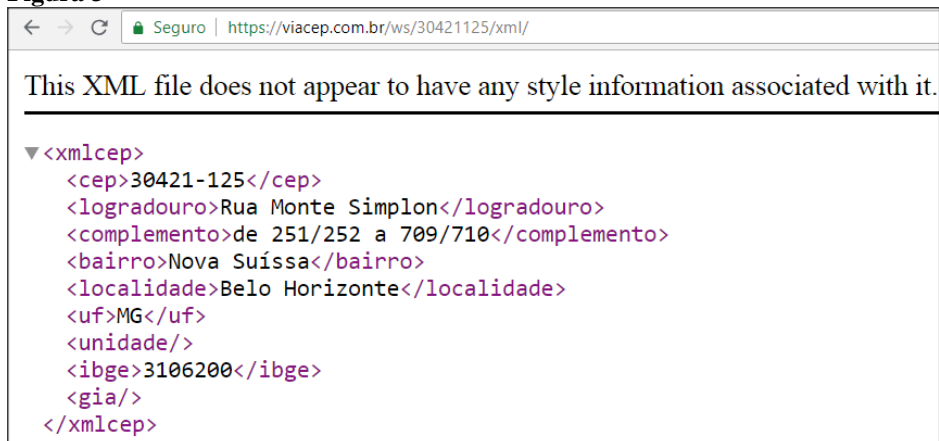 Seguro | https://viacep.com.br/ws/30421125/xml/
This XML file does not appear to have any style information associated with it.
▼<xmlcep>
<cep>30421-125</cep>
<logradouro>Rua Monte Simplon</logradouro>
<complemento>de 251/252 a 709/710</complemento>
<bairro>Nova Suíssa</bairro>
<localidade>Belo Horizonte</localidade>
<uf>MG</uf>
<unidade/>
<ibge>3106200</ibge>
<gia/>
</xmlcep>